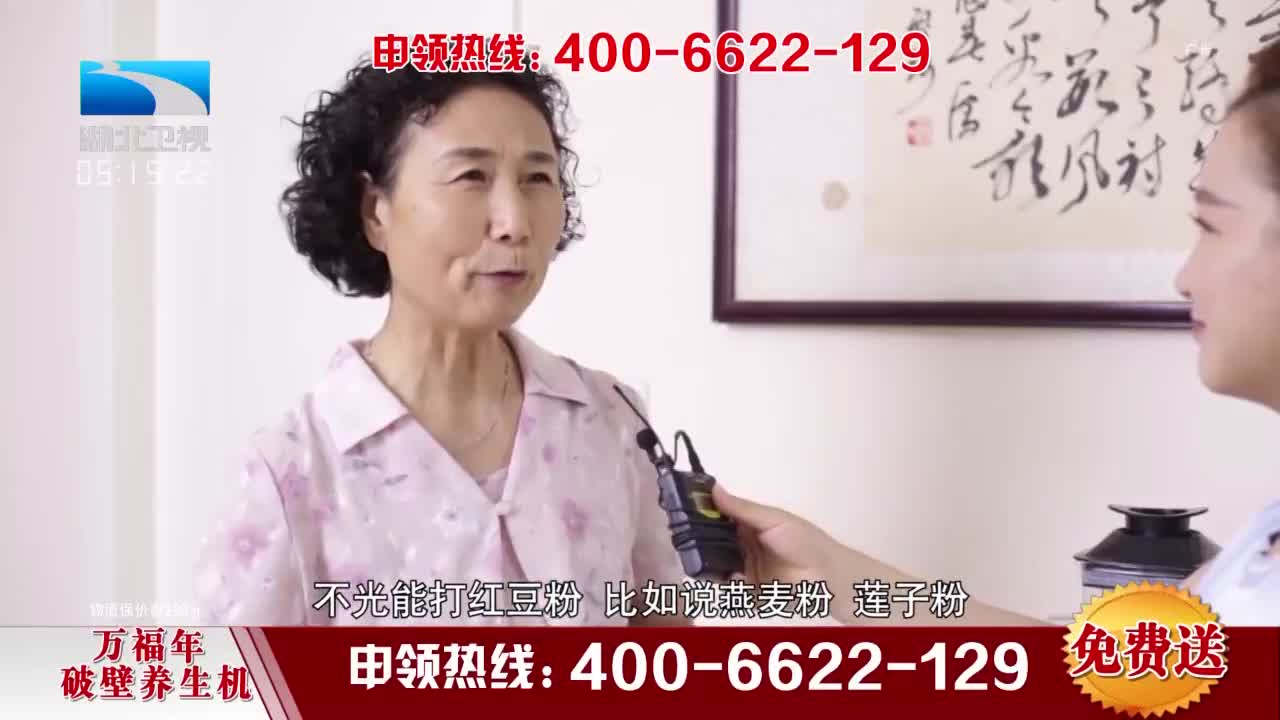 申领热线: 400-6622-129
湖北卫视
05:15:22
不光能打红豆粉 比如说燕麦粉 莲子粉
万福年
破壁养生机
申领热线: 400-6622-129
免费送